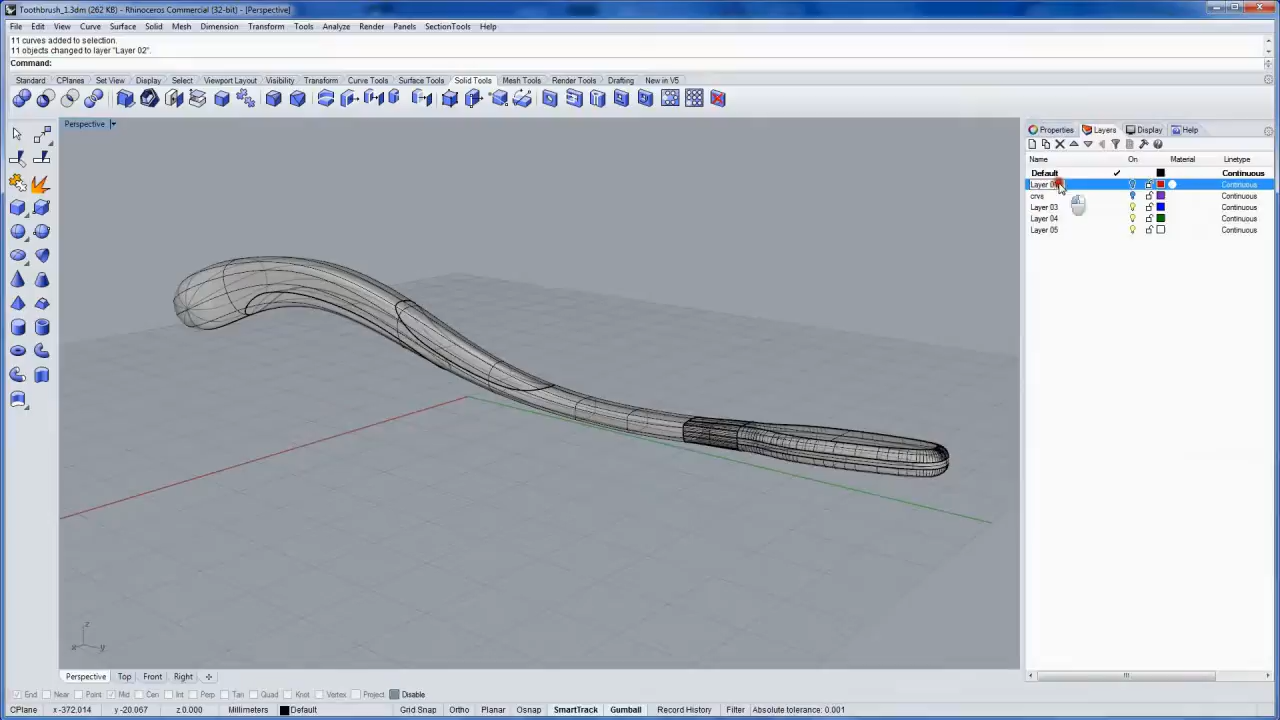 Toothbrush_1.3dm (262 KB) - Rhinoceros Commercial (32-bit) - [Perspective]
File Edit View Curve Surface Solid Mesh Dimension Transform Tools Analyze Render Panels SectionTools Help
11 curves added to selection.
11 objects changed to layer "Layer 02".
Command:
Standard CPlanes Set View Display Select Viewport Layout Visibility Transform Curve Tools Surface Tools Solid Tools Mesh Tools Render Tools Drafting New in V5
Perspective
Properties Layers Display Help
Name On Material Linetype
Default Continuous
Layer Continuous
crvs Continuous
Layer 03 Continuous
Layer 04 Continuous
Layer 05 Continuous
z
x y
Perspective Top Front Right
End Near Point Mid Cen Int Perp Tan Quad Knot Vertex Project Disable
CPlane x -372.014 y -20.067 z 0.000 Millimeters Default Grid Snap Ortho Planar Osnap SmartTrack Gumball Record History Filter Absolute tolerance: 0.001